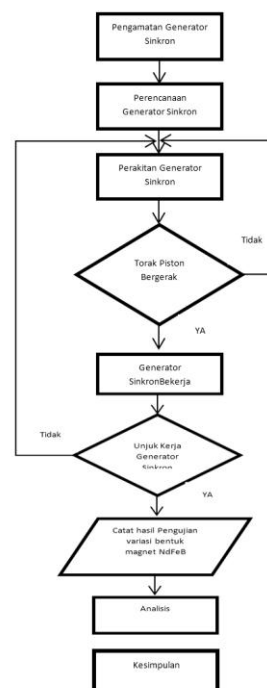 Pengamatan Generator
Sinkron
Perencanaan
Generator Sinkron
Perakitan Generator
Sinkron
Tidak
Torak Piston
Bergerak
YA
Generator
SinkronBekerja
Tidak
Unjuk Kerja
Generator
Sinkron
YA
Catat hasil Pengujian
variasi bentuk
magnet NdFeB
Analisis
Kesimpulan